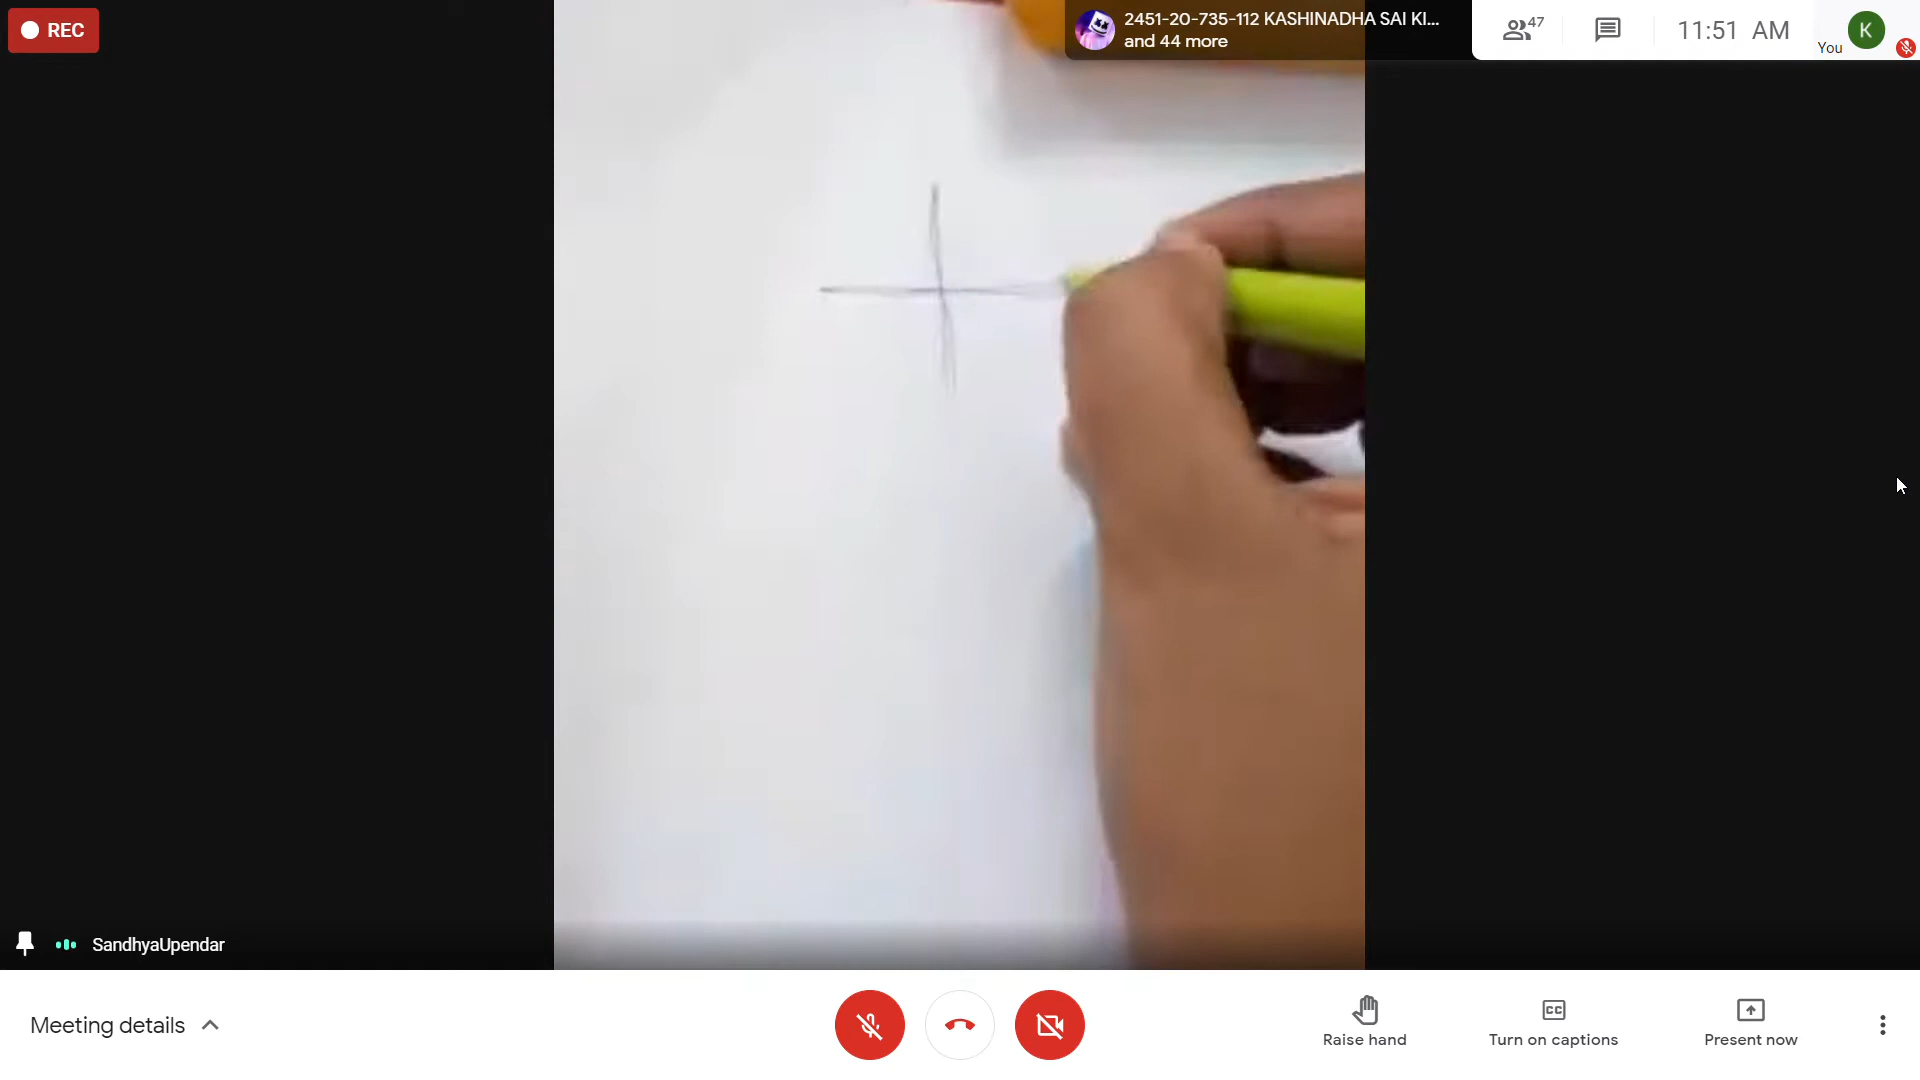 REC
2451-20-735-112 KASHINADHA SAI KI...
and 44 more
47
11:51 AM
You
K
SandhyaUpendar
Meeting details
CC
Raise hand
Turn on captions
Present now